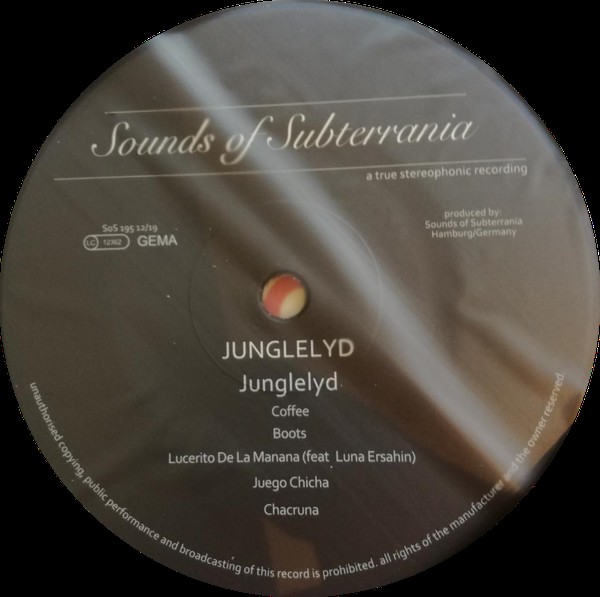 Sounds of Subterrania
a true stereophonic recording
SoS 195 12/19
LC 12762 GEMA
produced by:
Sounds of Subterrania
Hamburg/Germany
JUNGLELYD
Junglelyd
Coffee
Boots
Lucerito De La Manana (feat Luna Ersahin)
Juego Chicha
Chacruna
unauthorised copying, public performance and broadcasting of this record is prohibited. all rights of the manufacturer and the owner reserved.